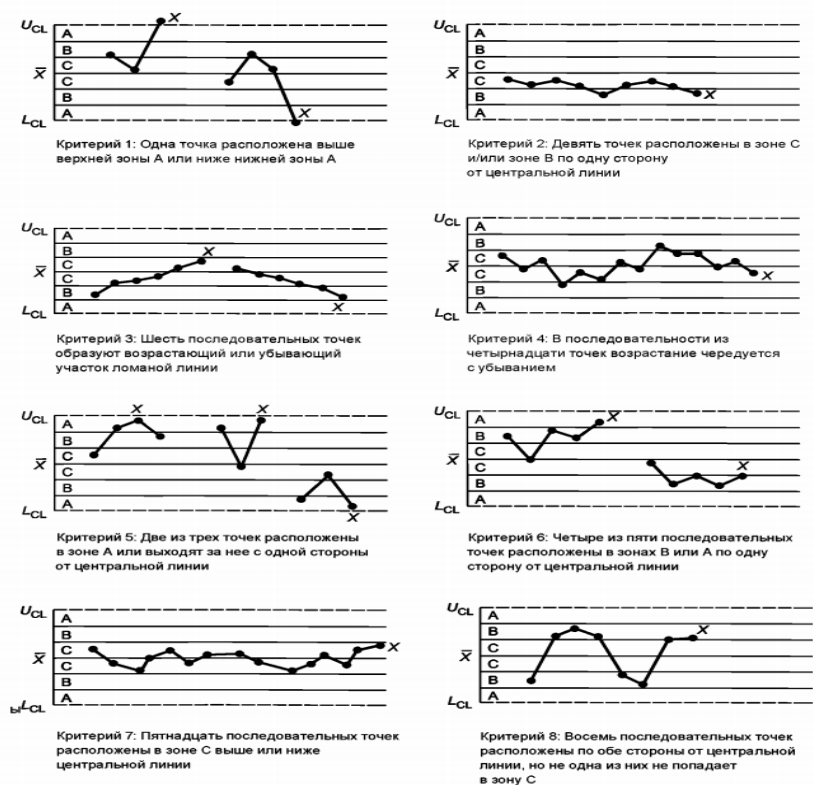 UCL
A
B
C
X̅
C
B
A
LCL
X
X
Критерий 1: Одна точка расположена выше
верхней зоны А или ниже нижней зоны А
UCL
A
B
C
X̅
C
B
A
LCL
X
Критерий 2: Девять точек расположены в зоне С
и/или зоне В по одну сторону
от центральной линии
UCL
A
B
C
X̅
C
B
A
LCL
X
X
Критерий 3: Шесть последовательных точек
образуют возрастающий или убывающий
участок ломаной линии
UCL
A
B
C
X̅
C
B
A
LCL
X
Критерий 4: В последовательности из
четырнадцати точек возрастание чередуется
с убыванием
UCL
A
B
C
X̅
C
B
A
LCL
X
X
X
Критерий 5: Две из трех точек расположены
в зоне А или выходят за нее с одной стороны
от центральной линии
UCL
A
B
C
X̅
C
B
A
LCL
X
X
Критерий 6: Четыре из пяти последовательных
точек расположены в зонах В или А по одну
сторону от центральной линии
UCL
A
B
C
X̅
C
B
A
ыLCL
X
Критерий 7: Пятнадцать последовательных точек
расположены в зоне С выше или ниже
центральной линии
UCL
A
B
C
X̅
C
B
A
LCL
X
Критерий 8: Восемь последовательных точек
расположены по обе стороны от центральной
линии, но не одна из них не попадает
в зону С